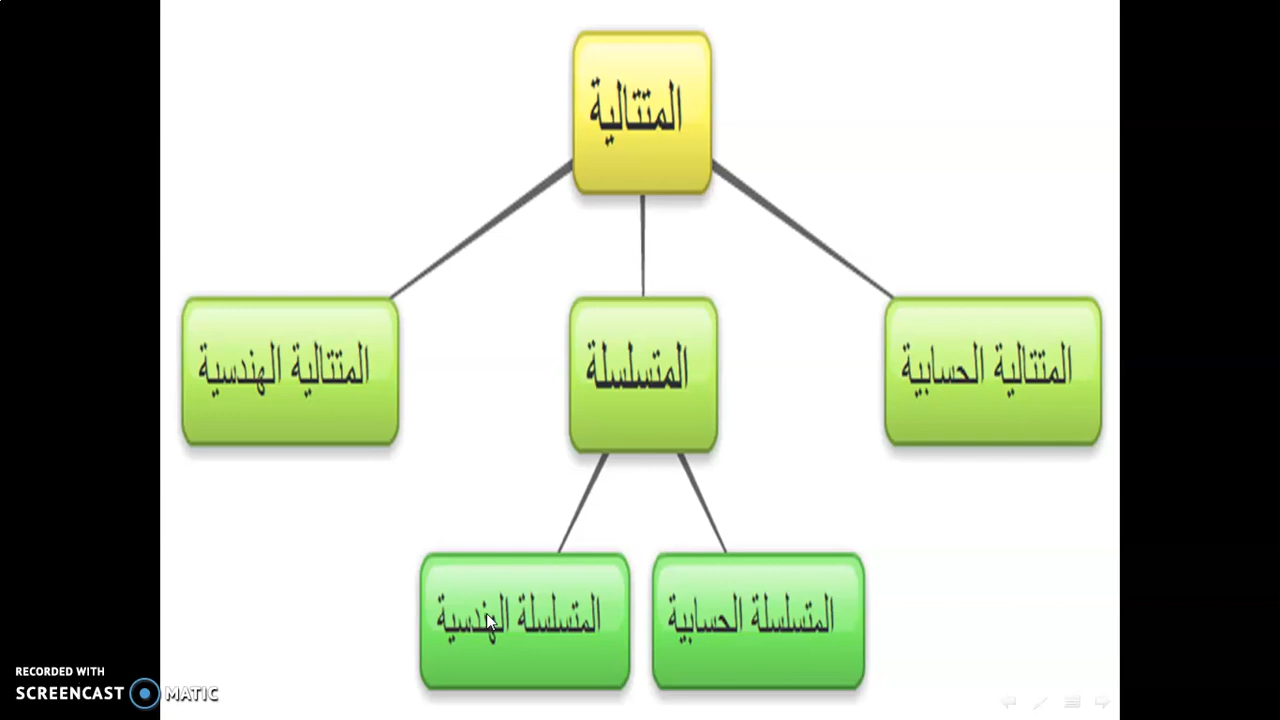 المتتالية
المتتالية الحسابية
المتسلسلة
المتتالية الهندسية
المتسلسلة الحسابية
المتسلسلة الهندسية
RECORDED WITH
SCREENCAST MATIC